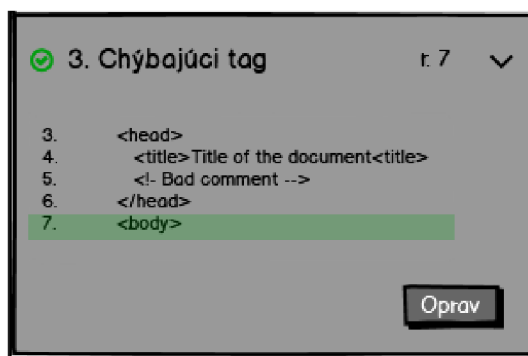 3. Chýbajúci tag r. 7
3. <head>
4. <title>Title of the document<title>
5. <!- Bad comment -->
6. </head>
7. <body>
Oprav